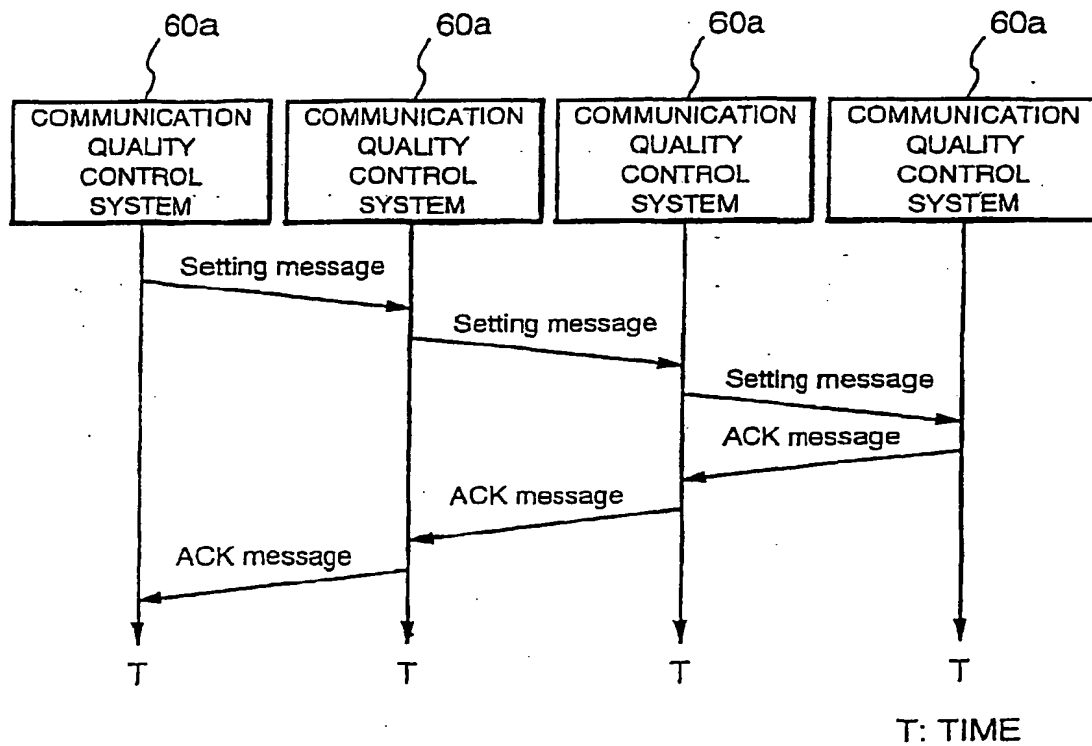 60a 60a 60a 60a
COMMUNICATION QUALITY CONTROL SYSTEM
COMMUNICATION QUALITY CONTROL SYSTEM
COMMUNICATION QUALITY CONTROL SYSTEM
COMMUNICATION QUALITY CONTROL SYSTEM
Setting message
Setting message
Setting message
ACK message
ACK message
ACK message
T T T T
T: TIME